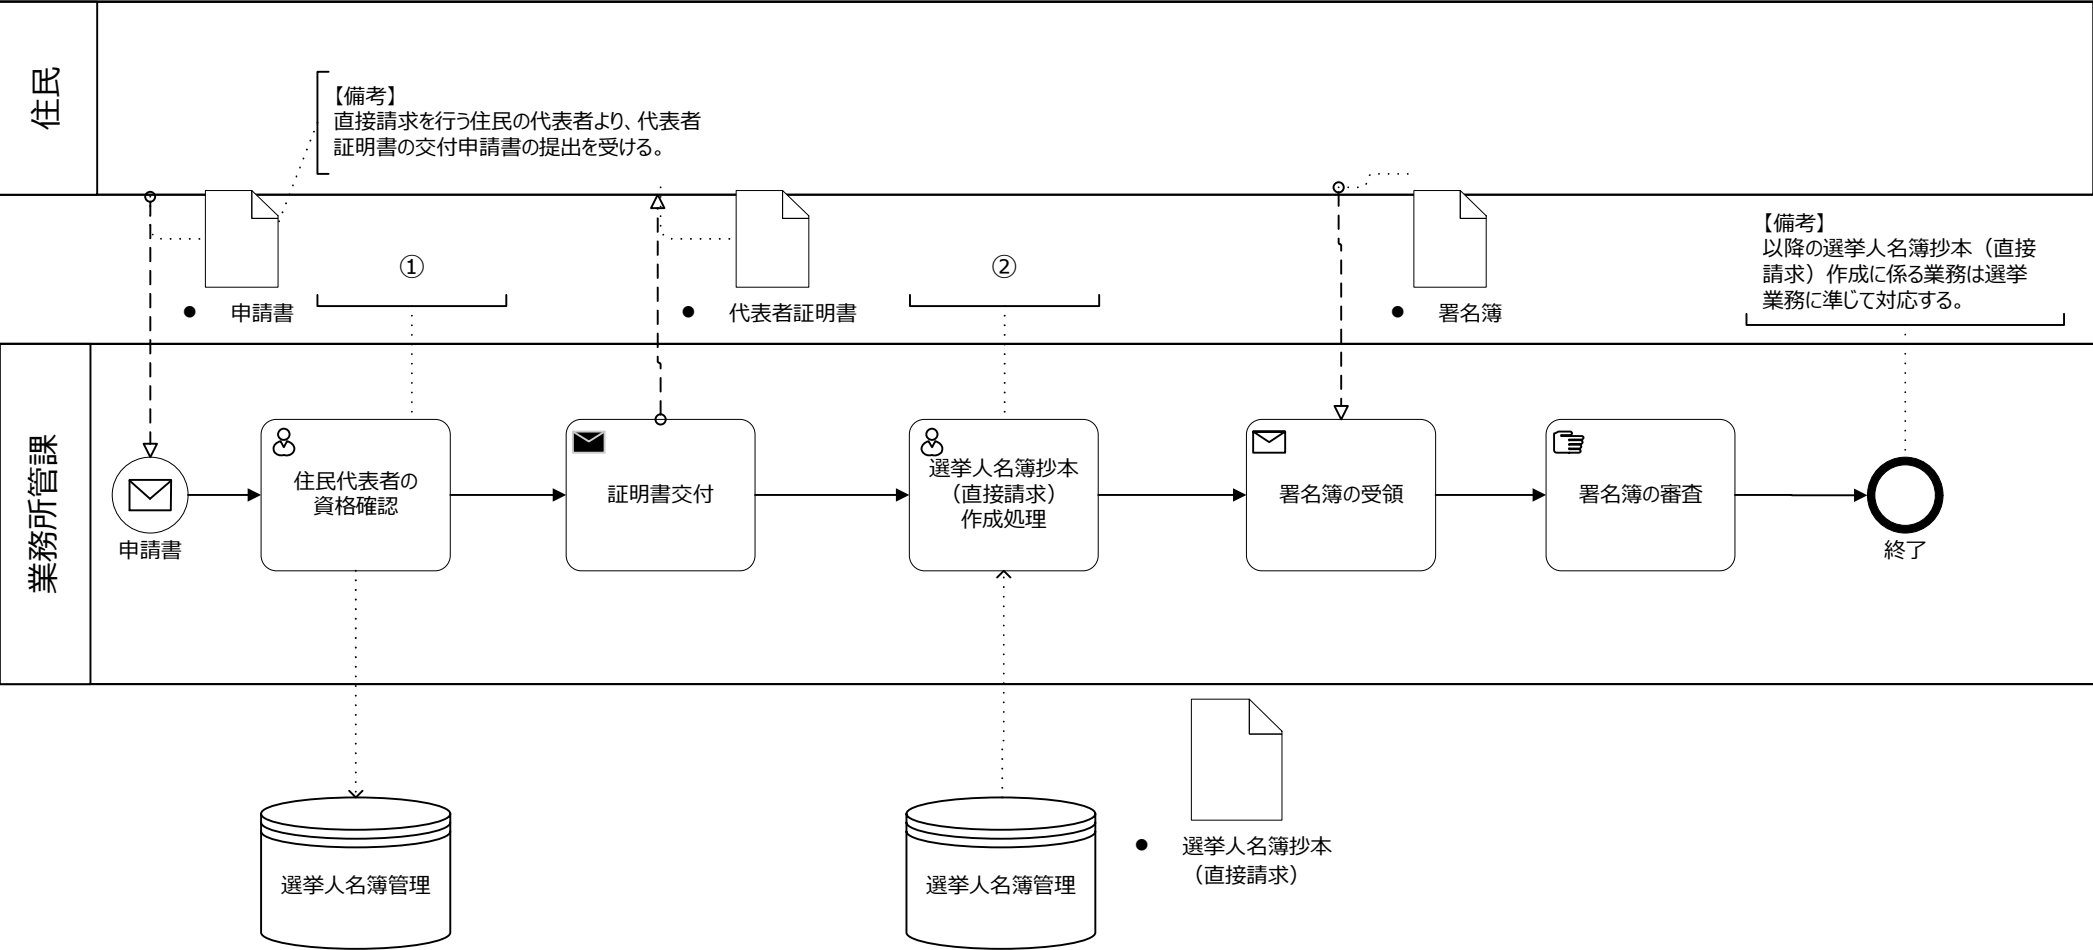 住民
【備考】
直接請求を行う住民の代表者より、代表者
証明書の交付申請書の提出を受ける。
● 申請書
①
● 代表者証明書
②
● 署名簿
【備考】
以降の選挙人名簿抄本（直接
請求）作成に係る業務は選挙
業務に準じて対応する。
業務所管課
申請書
住民代表者の
資格確認
証明書交付
選挙人名簿抄本
（直接請求）
作成処理
署名簿の受領
署名簿の審査
終了
選挙人名簿管理
選挙人名簿管理
● 選挙人名簿抄本
（直接請求）